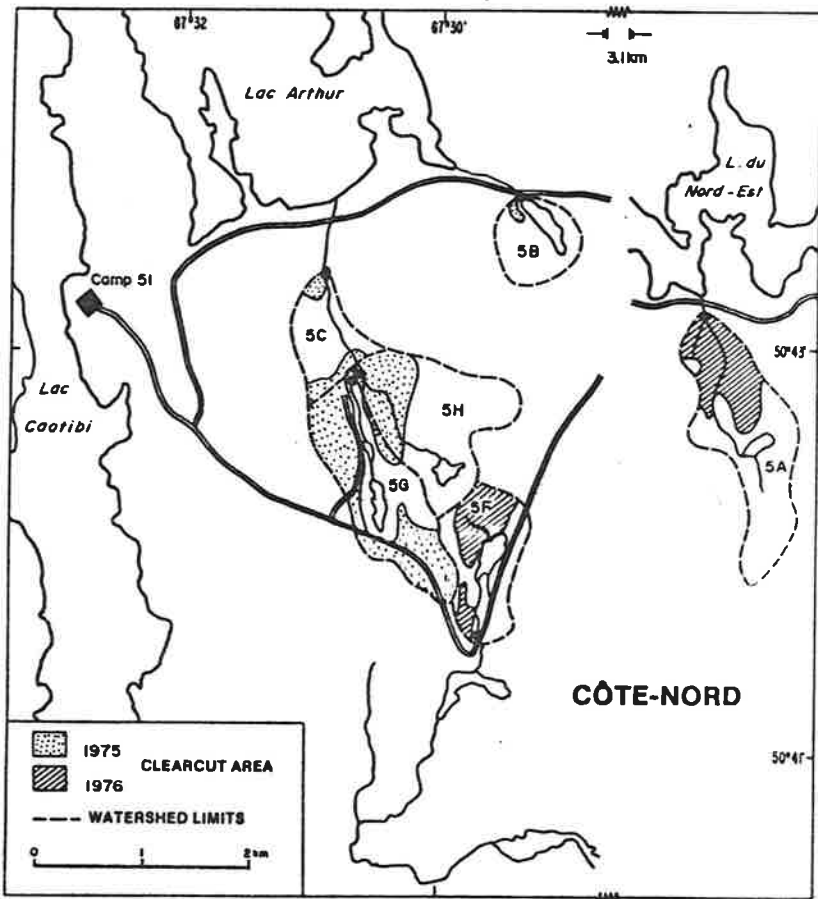 67°32
67°30'
3.1km
Lac Arthur
L. du
Nord-Est
5B
Camp 51
5C
50°43'
Lac
Caotibi
5H
5A
5G
5F
CÔTE-NORD
1975
CLEARCUT AREA
1976
50°41'
WATERSHED LIMITS
0 1 2 km